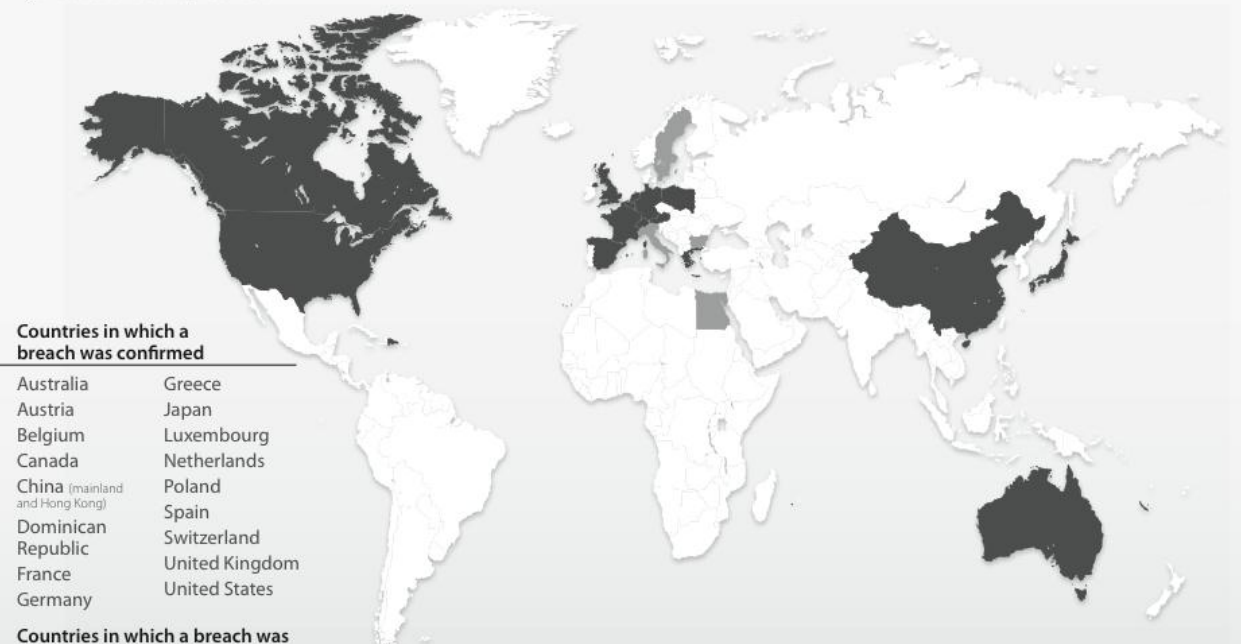 Countries in which a
breach was confirmed
Australia
Austria
Belgium
Canada
China (mainland
and Hong Kong)
Dominican
Republic
France
Germany
Greece
Japan
Luxembourg
Netherlands
Poland
Spain
Switzerland
United Kingdom
United States
Countries in which a breach was